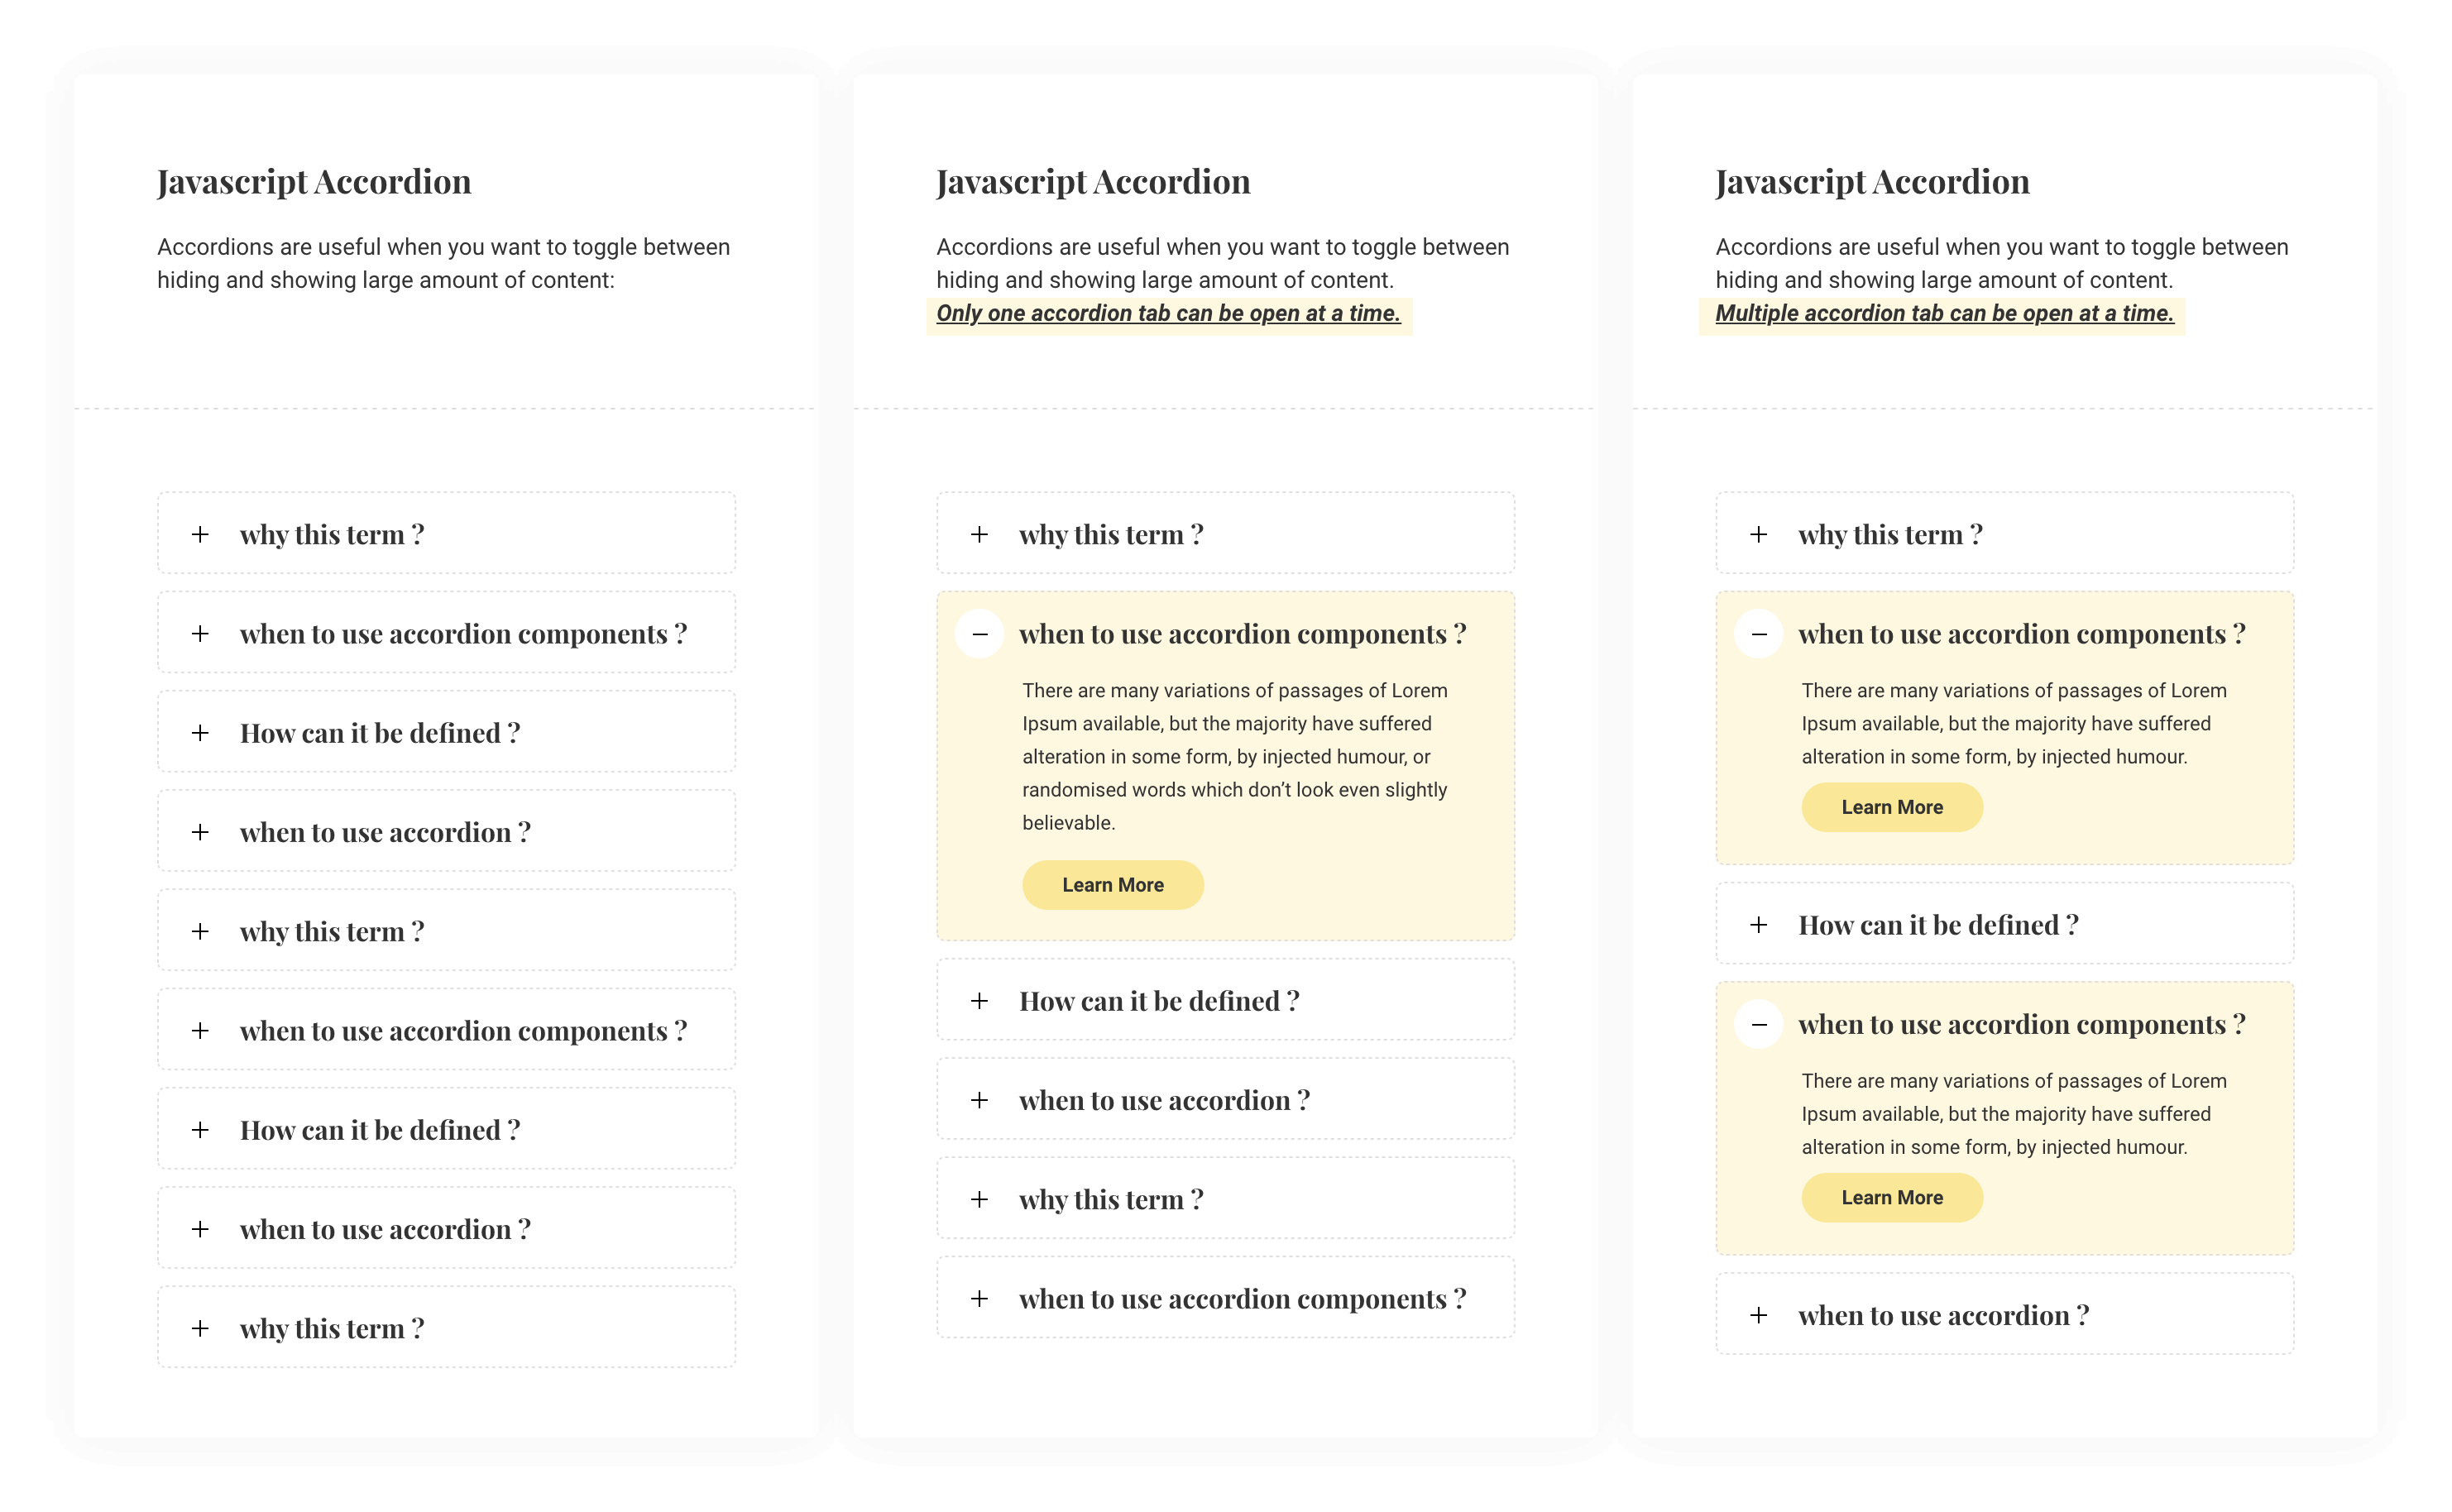 Javascript Accordion
Accordions are useful when you want to toggle between
hiding and showing large amount of content:
why this term ?
when to use accordion components ?
How can it be defined ?
when to use accordion ?
why this term ?
when to use accordion components ?
How can it be defined ?
when to use accordion ?
why this term ?
Javascript Accordion
Accordions are useful when you want to toggle between
hiding and showing large amount of content.
Only one accordion tab can be open at a time.
why this term ?
when to use accordion components ?
There are many variations of passages of Lorem
Ipsum available, but the majority have suffered
alteration in some form, by injected humour, or
randomised words which don’t look even slightly
believable.
Learn More
How can it be defined ?
when to use accordion ?
why this term ?
when to use accordion components ?
Javascript Accordion
Accordions are useful when you want to toggle between
hiding and showing large amount of content.
Multiple accordion tab can be open at a time.
why this term ?
when to use accordion components ?
There are many variations of passages of Lorem
Ipsum available, but the majority have suffered
alteration in some form, by injected humour.
Learn More
How can it be defined ?
when to use accordion components ?
There are many variations of passages of Lorem
Ipsum available, but the majority have suffered
alteration in some form, by injected humour.
Learn More
when to use accordion ?